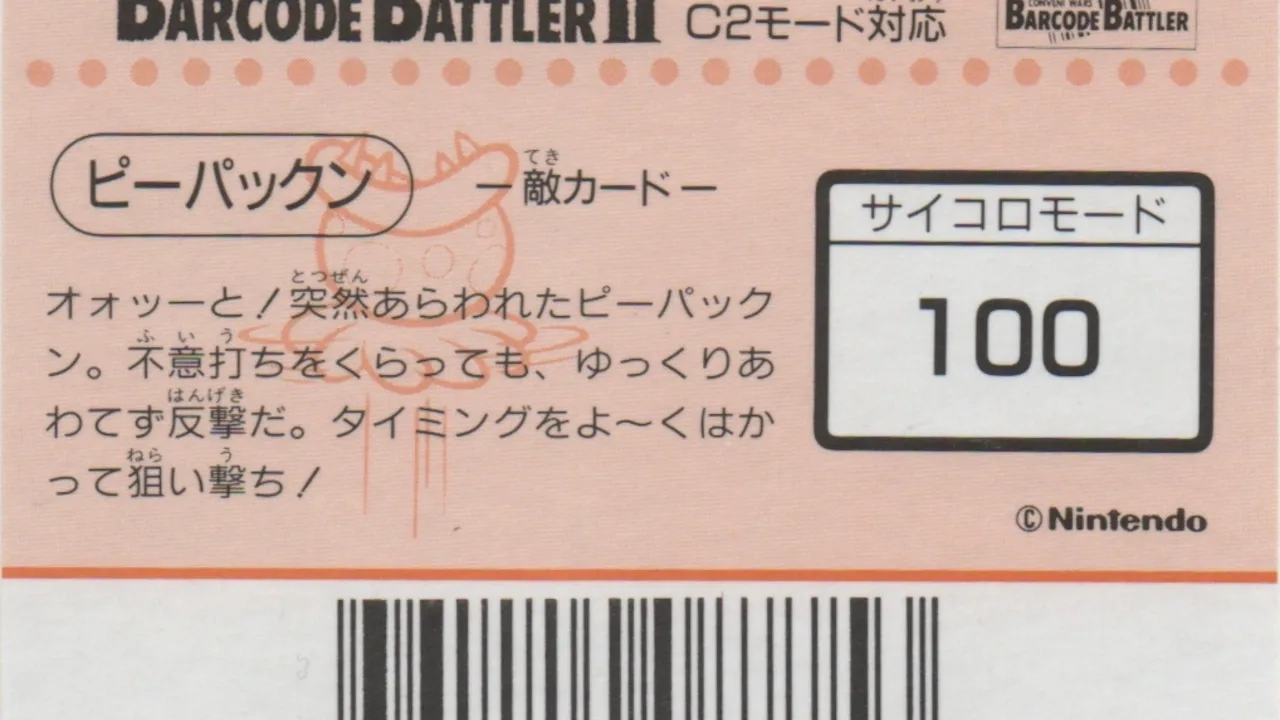 BARCODE BATTLER II C2モード対応
CONVENI WARS
BARCODE BATTLER
ピーパックン
てき
ー敵カードー
サイコロモード
100
とつぜん
オォッーと!突然あらわれたピーパック
ふいう
ン。不意打ちをくらっても、ゆっくりあ
はんげき
わてず反撃だ。タイミングをよ〜くはか
ねら う
って狙い撃ち!
©Nintendo